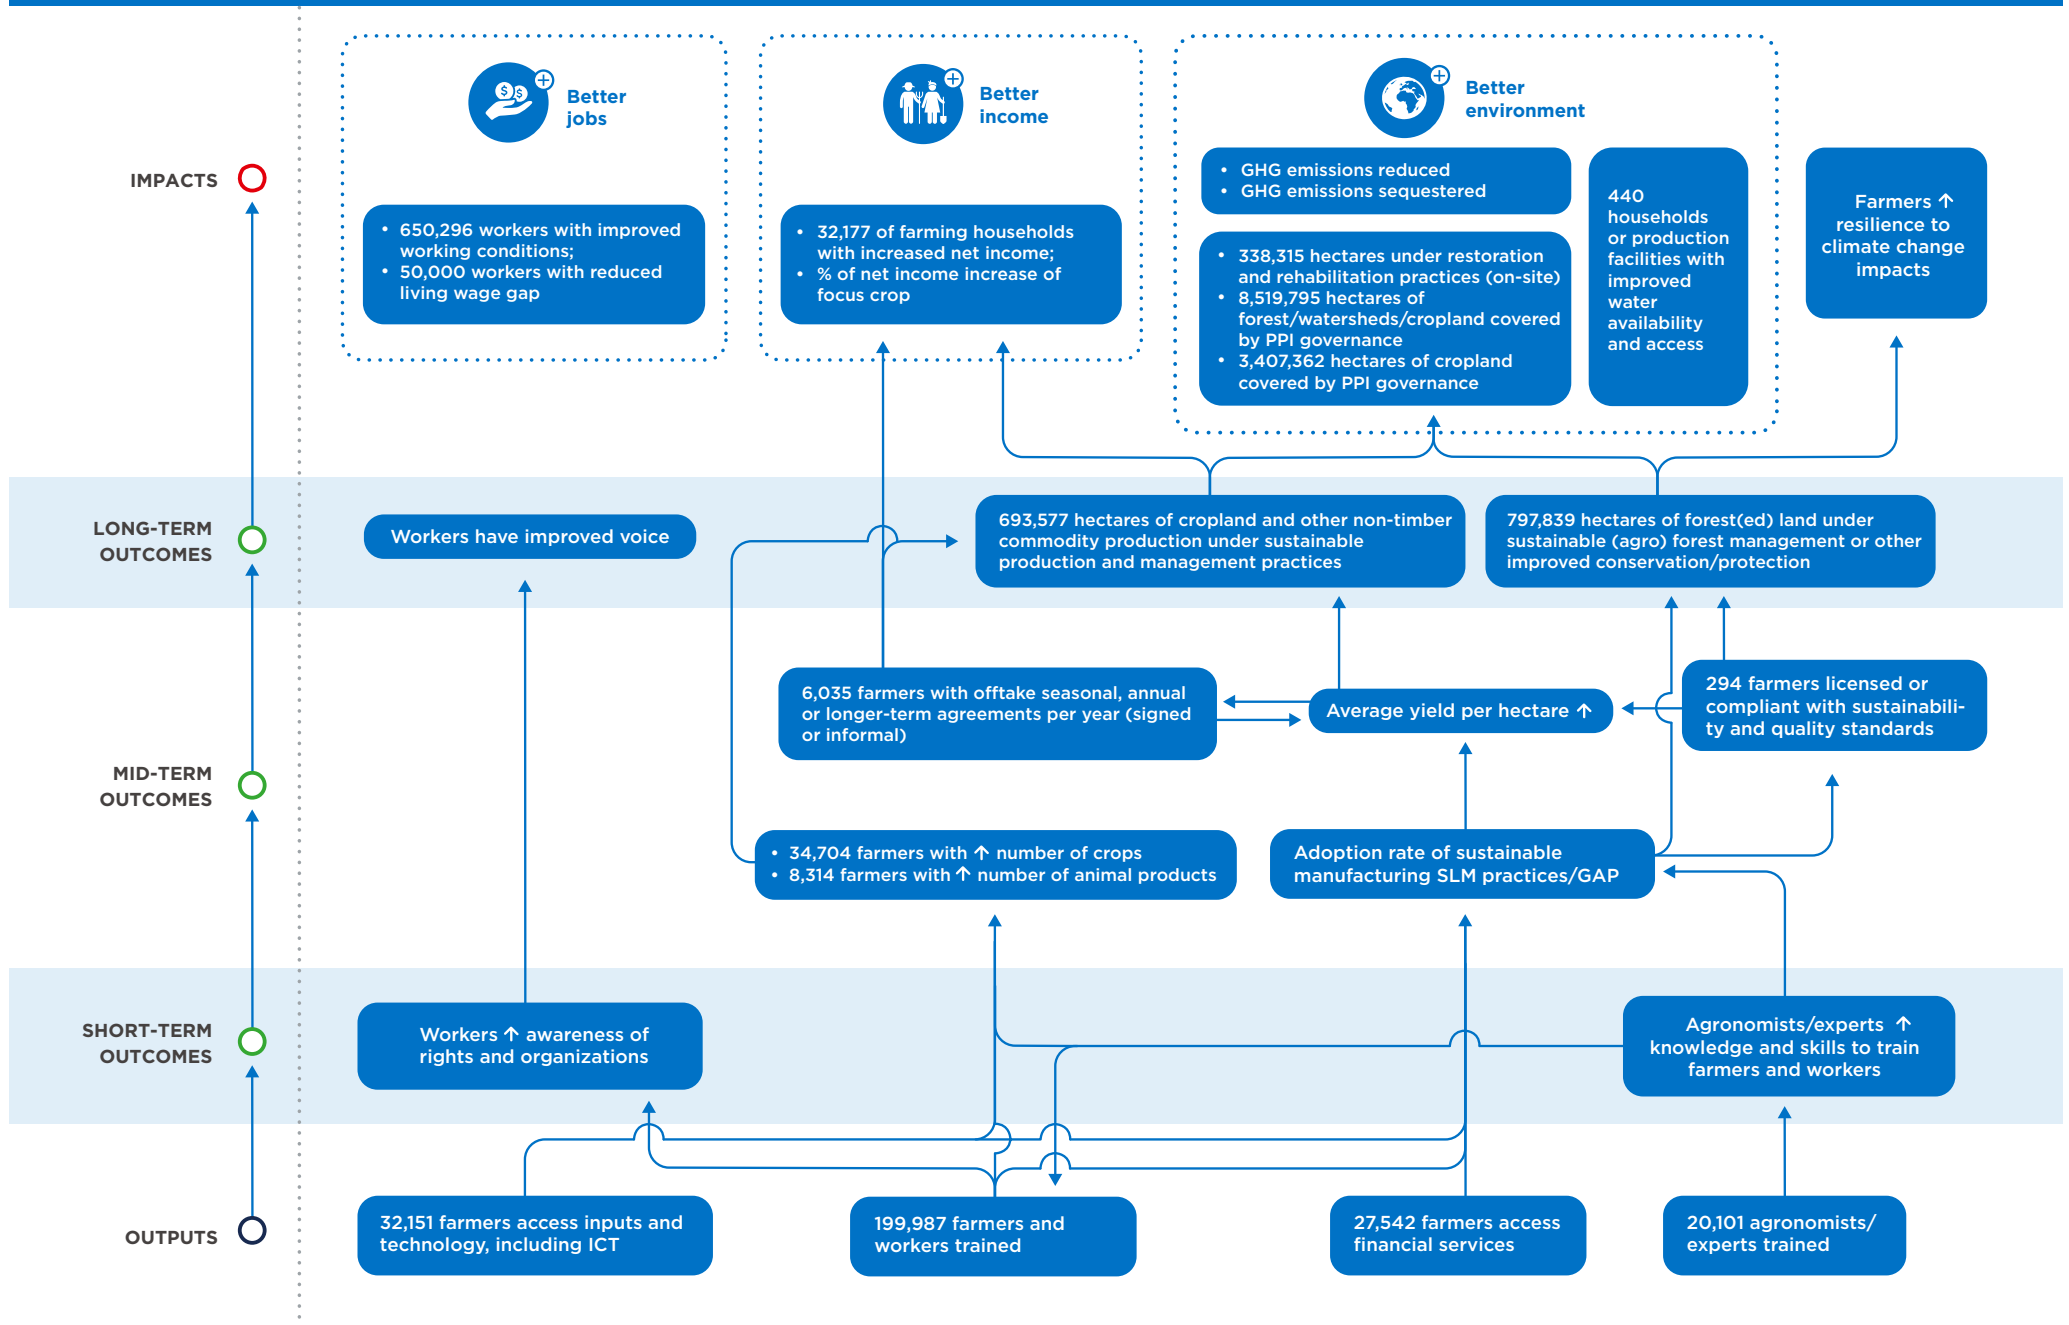 Better
jobs
Better
income
Better
environment
IMPACTS
• 650,296 workers with improved
working conditions;
• 50,000 workers with reduced
living wage gap
• 32,177 of farming households
with increased net income;
• % of net income increase of
focus crop
• GHG emissions reduced
• GHG emissions sequestered
• 338,315 hectares under restoration
and rehabilitation practices (on-site)
• 8,519,795 hectares of
forest/watersheds/cropland covered
by PPI governance
• 3,407,362 hectares of cropland
covered by PPI governance
440
households
or production
facilities with
improved
water
availability
and access
Farmers ↑
resilience to
climate change
impacts
LONG-TERM
OUTCOMES
Workers have improved voice
693,577 hectares of cropland and other non-timber
commodity production under sustainable
production and management practices
797,839 hectares of forest(ed) land under
sustainable (agro) forest management or other
improved conservation/protection
MID-TERM
OUTCOMES
6,035 farmers with offtake seasonal, annual
or longer-term agreements per year (signed
or informal)
Average yield per hectare ↑
294 farmers licensed or
compliant with sustainabili-
ty and quality standards
• 34,704 farmers with ↑ number of crops
• 8,314 farmers with ↑ number of animal products
Adoption rate of sustainable
manufacturing SLM practices/GAP
SHORT-TERM
OUTCOMES
Workers ↑ awareness of
rights and organizations
Agronomists/experts ↑
knowledge and skills to train
farmers and workers
OUTPUTS
32,151 farmers access inputs and
technology, including ICT
199,987 farmers and
workers trained
27,542 farmers access
financial services
20,101 agronomists/
experts trained